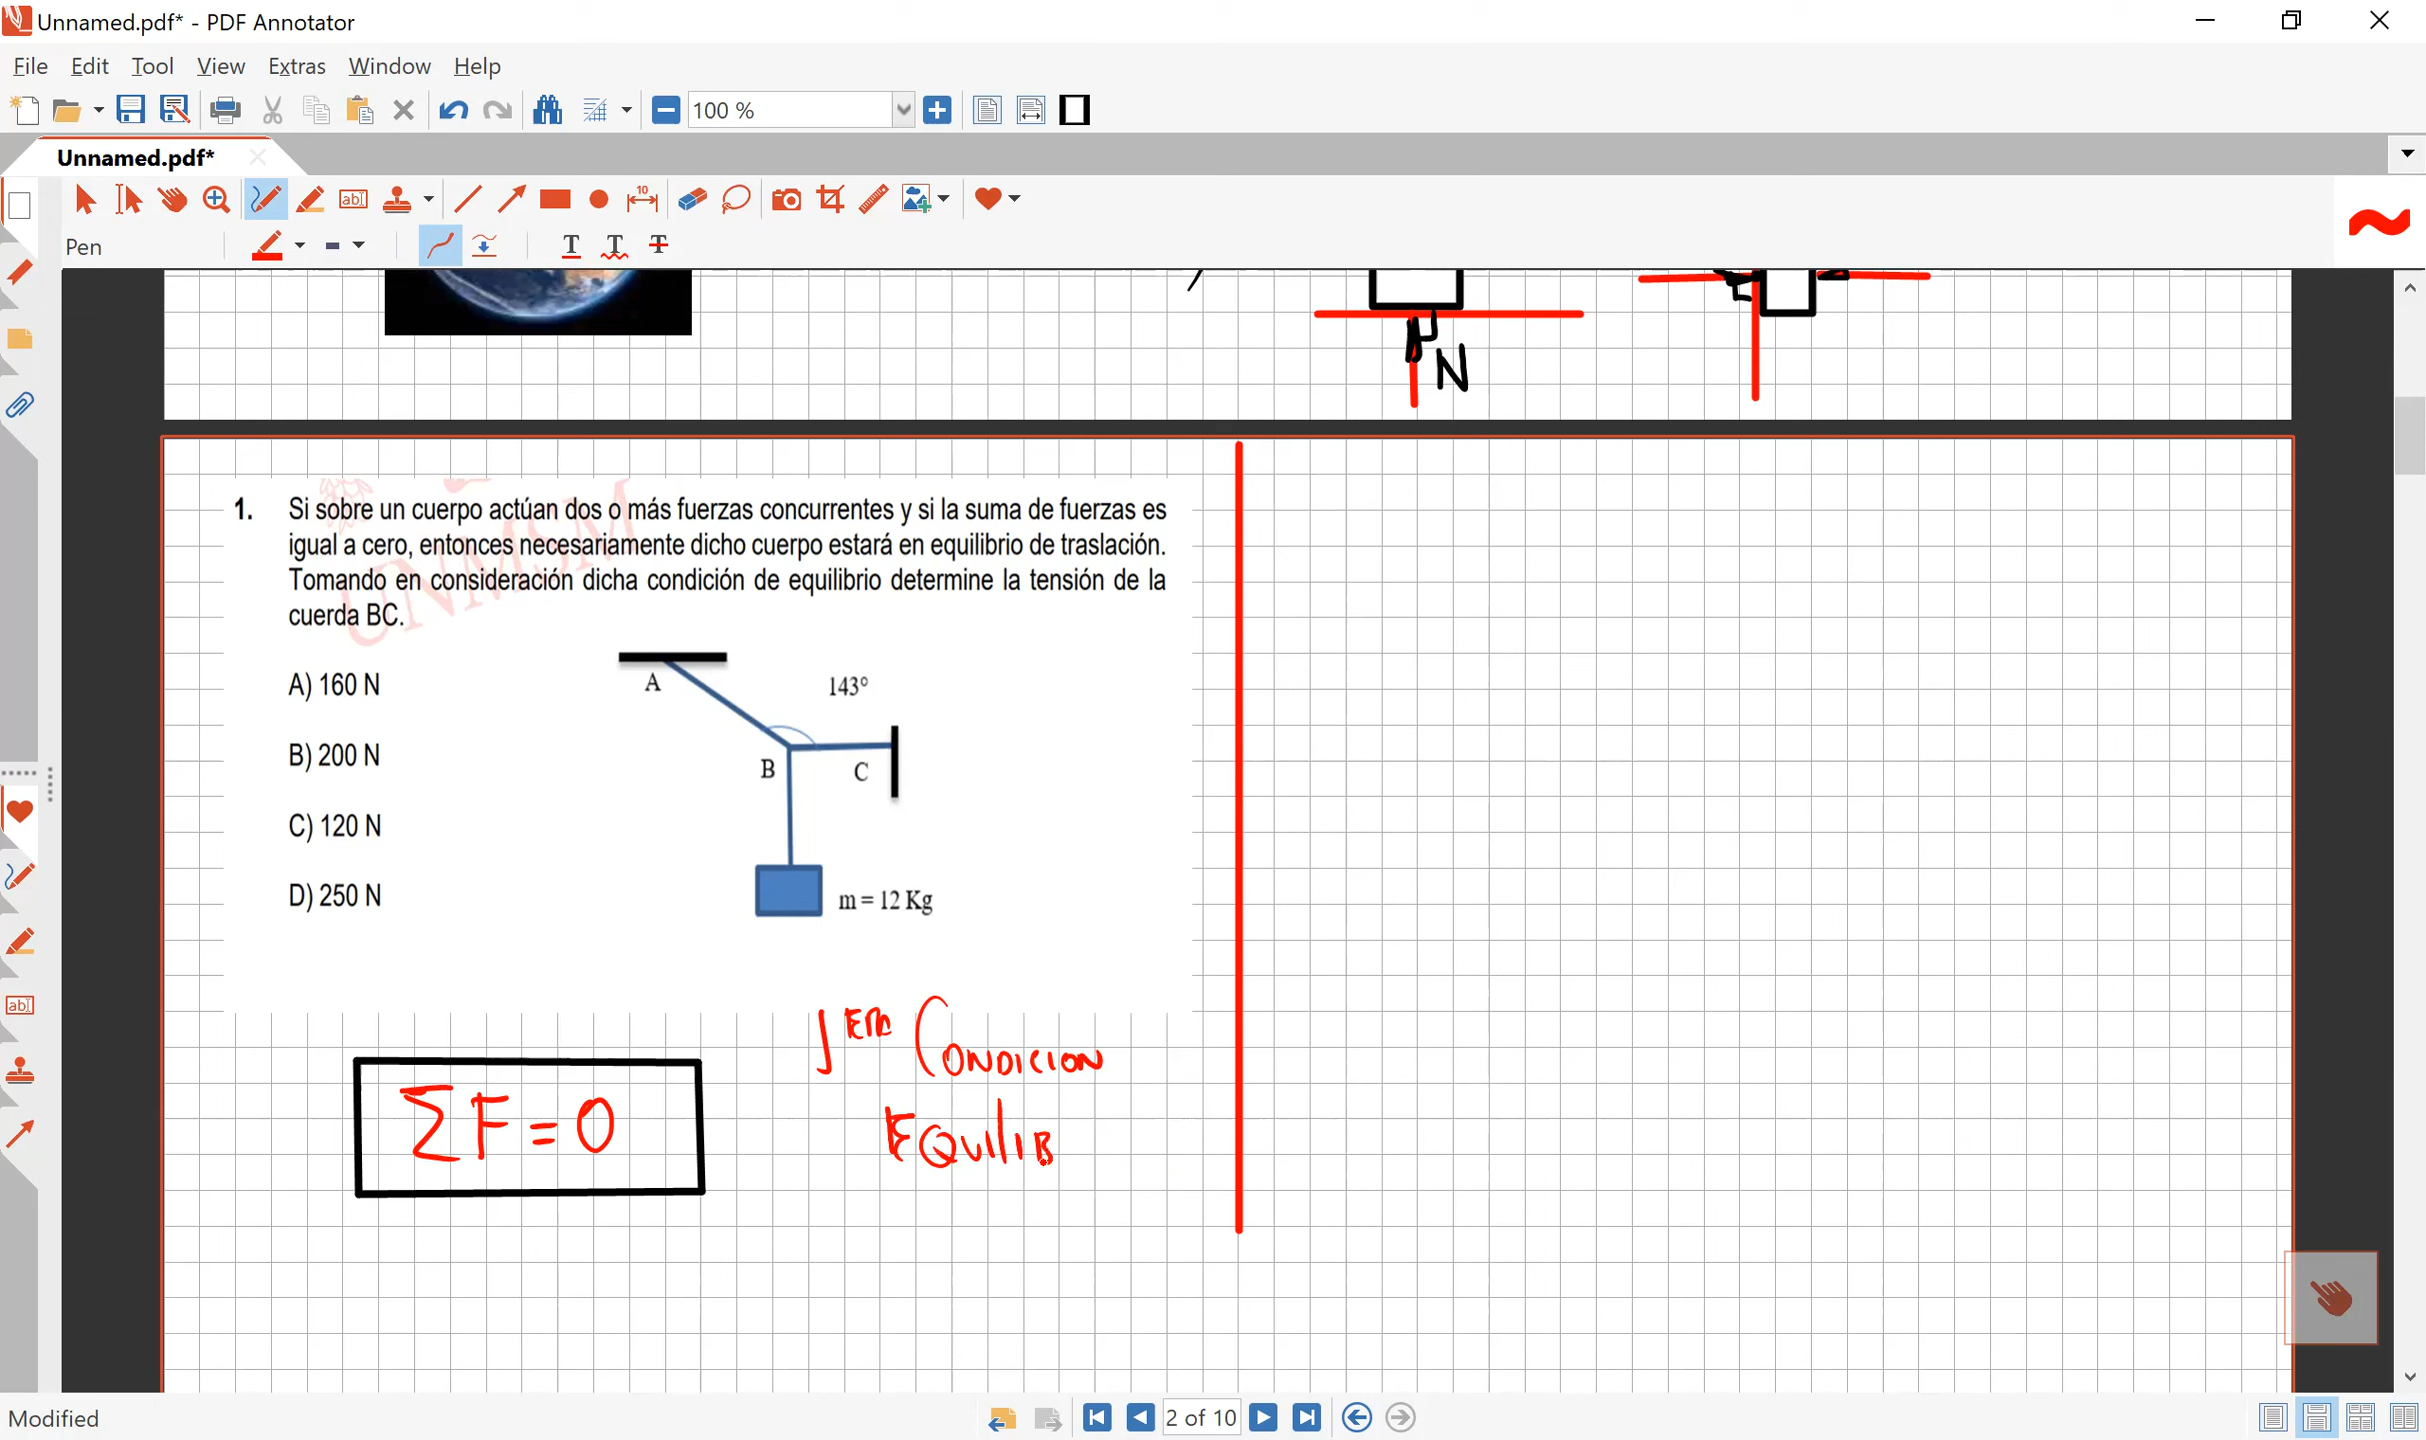 Unnamed.pdf* - PDF Annotator
File Edit Tool View Extras Window Help
100 %
Unnamed.pdf*
Pen
N
1. Si sobre un cuerpo actúan dos o más fuerzas concurrentes y si la suma de fuerzas es
igual a cero, entonces necesariamente dicho cuerpo estará en equilibrio de traslación.
Tomando en consideración dicha condición de equilibrio determine la tensión de la
cuerda BC.
UNMSM
A) 160 N
B) 200 N
C) 120 N
D) 250 N
A
143°
B
C
m = 12 Kg
1ERA CONDICION
EQUILIB
ΣF = 0
Modified
2 of 10